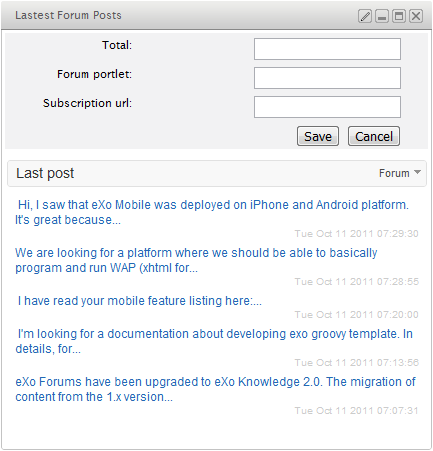 Lastest Forum Posts
Total:
Forum portlet:
Subscription url:
Save Cancel
Last post Forum
Hi, I saw that eXo Mobile was deployed on iPhone and Android platform.
It's great because...
Tue Oct 11 2011 07:29:30
We are looking for a platform where we should be able to basically
program and run WAP (xhtml for...
Tue Oct 11 2011 07:28:55
I have read your mobile feature listing here:...
Tue Oct 11 2011 07:20:00
I'm looking for a documentation about developing exo groovy template. In
details, for...
Tue Oct 11 2011 07:13:56
eXo Forums have been upgraded to eXo Knowledge 2.0. The migration of
content from the 1.x version...
Tue Oct 11 2011 07:07:31